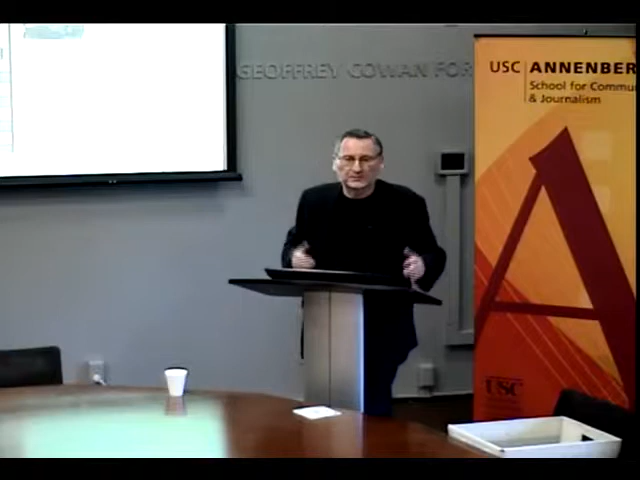 GEOFFREY COWAN FOR
USC ANNENBER
School for Commu
& Journalism
USC